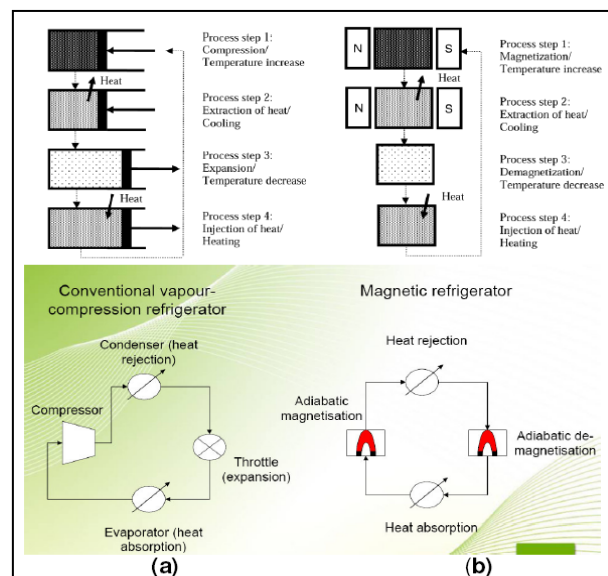 Process step 1:
Compression/
Temperature increase
Heat
Process step 2:
Extraction of heat/
Cooling
Process step 3:
Expansion/
Temperature decrease
Heat
Process step 4:
Injection of heat/
Heating
N
S
Process step 1:
Magnetization/
Temperature increase
Heat
N
S
Process step 2:
Extraction of heat/
Cooling
Process step 3:
Demagnetization/
Temperature decrease
Heat
Process step 4:
Injection of heat/
Heating
Conventional vapour-
compression refrigerator
Condenser (heat
rejection)
Compressor
Throttle
(expansion)
Evaporator (heat
absorption)
(a)
Magnetic refrigerator
Heat rejection
Adiabatic
magnetisation
Adiabatic de-
magnetisation
Heat absorption
(b)